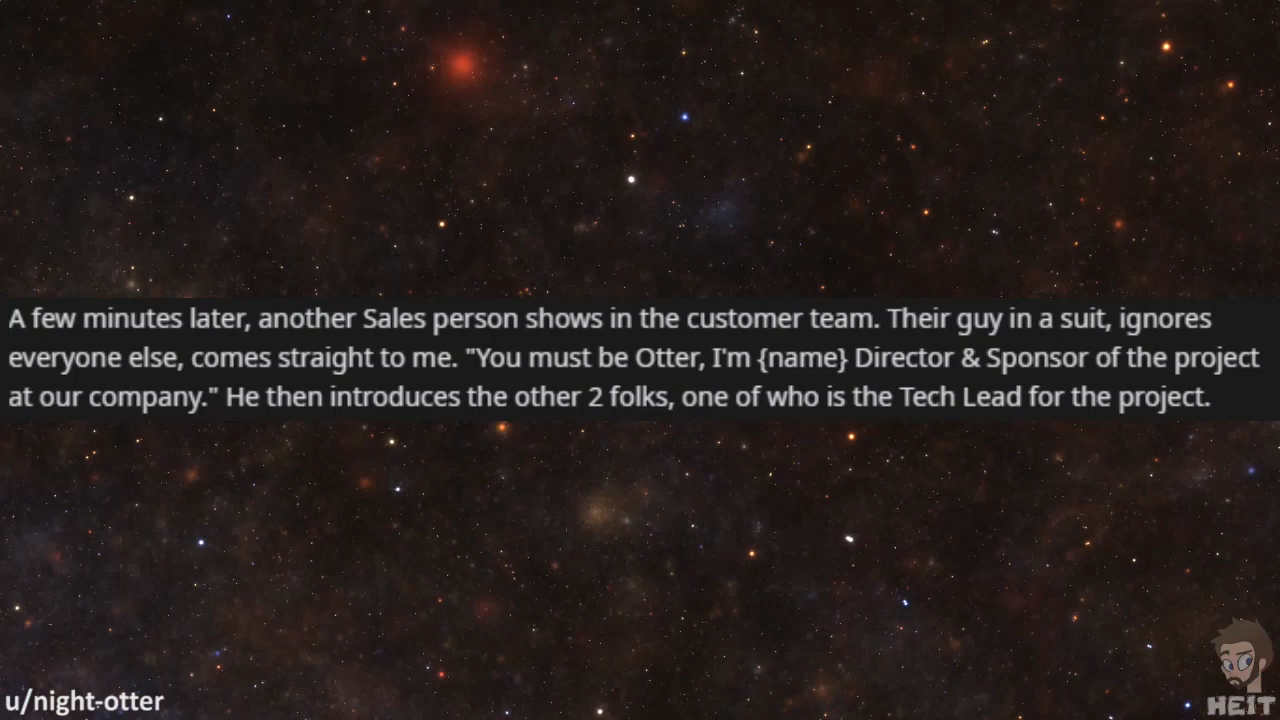 A few minutes later, another Sales person shows in the customer team. Their guy in a suit, ignores
everyone else, comes straight to me. "You must be Otter, I'm {name} Director & Sponsor of the project
at our company." He then introduces the other 2 folks, one of who is the Tech Lead for the project.
u/night-otter
HEIT